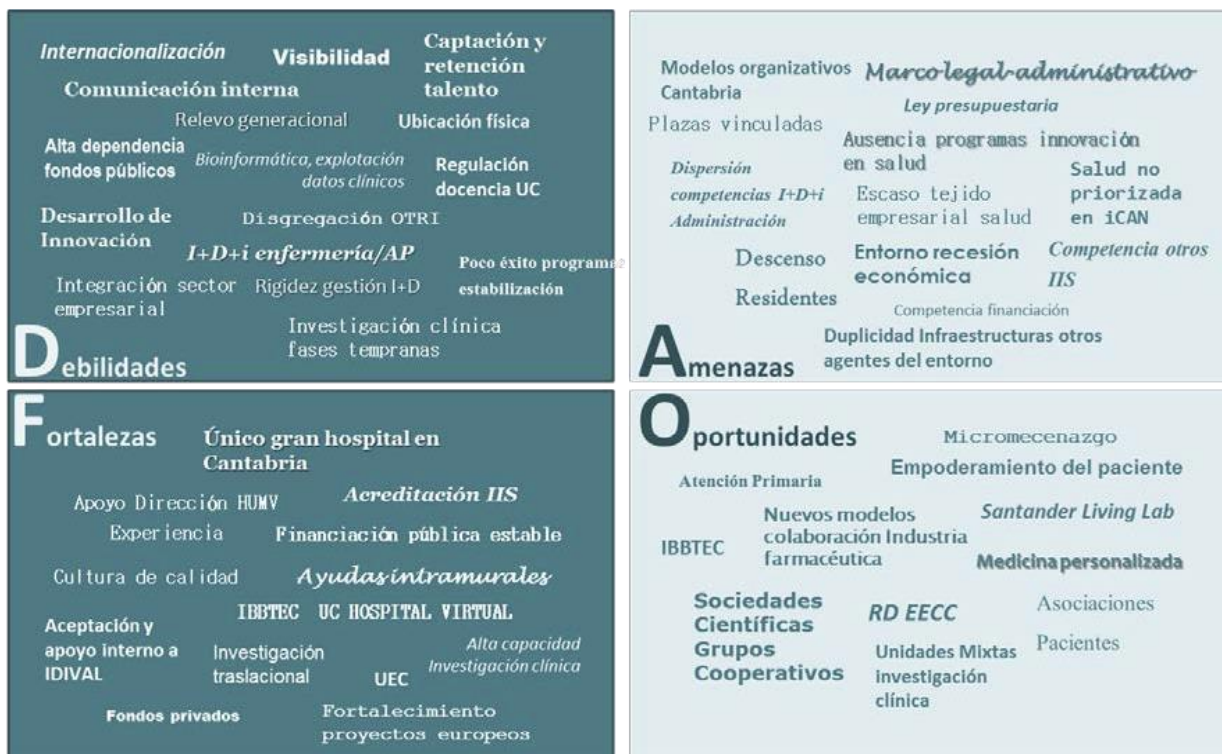 Internacionalización
Visibilidad
Captación y
retención
talento
Comunicación interna
Relevo generacional
Ubicación física
Alta dependencia
fondos públicos
Bioinformática, explotación
datos clínicos
Regulación
docencia UC
Desarrollo de
Innovación
Disgregación OTRI
I+D+i enfermería/AP
Poco éxito programas
estabilización
Integración sector
empresarial
Rigidez gestión I+D
Investigación clínica
fases tempranas
Debilidades
Modelos organizativos
Cantabria
Marco legal-administrativo
Ley presupuestaria
Plazas vinculadas
Ausencia programas innovación
en salud
Dispersión
competencias I+D+i
Administración
Escaso tejido
empresarial salud
Salud no
priorizada
en iCAN
Descenso
Residentes
Entorno recesión
económica
Competencia otros
IIS
Competencia financiación
Duplicidad Infraestructuras otros
agentes del entorno
Amenazas
Fortalezas
Único gran hospital en
Cantabria
Apoyo Dirección HUMV
Acreditación IIS
Experiencia
Financiación pública estable
Cultura de calidad
Ayudas intramurales
IBBTEC UC HOSPITAL VIRTUAL
Aceptación y
apoyo interno a
IDIVAL
Investigación
traslacional
UEC
Alta capacidad
Investigación clínica
Fondos privados
Fortalecimiento
proyectos europeos
Oportunidades
Micromecenazgo
Empoderamiento del paciente
Atención Primaria
Nuevos modelos
colaboración Industria
farmacéutica
Santander Living Lab
IBBTEC
Medicina personalizada
Sociedades
Científicas
Grupos
Cooperativos
RD EECC
Asociaciones
Pacientes
Unidades Mixtas
investigación
clínica